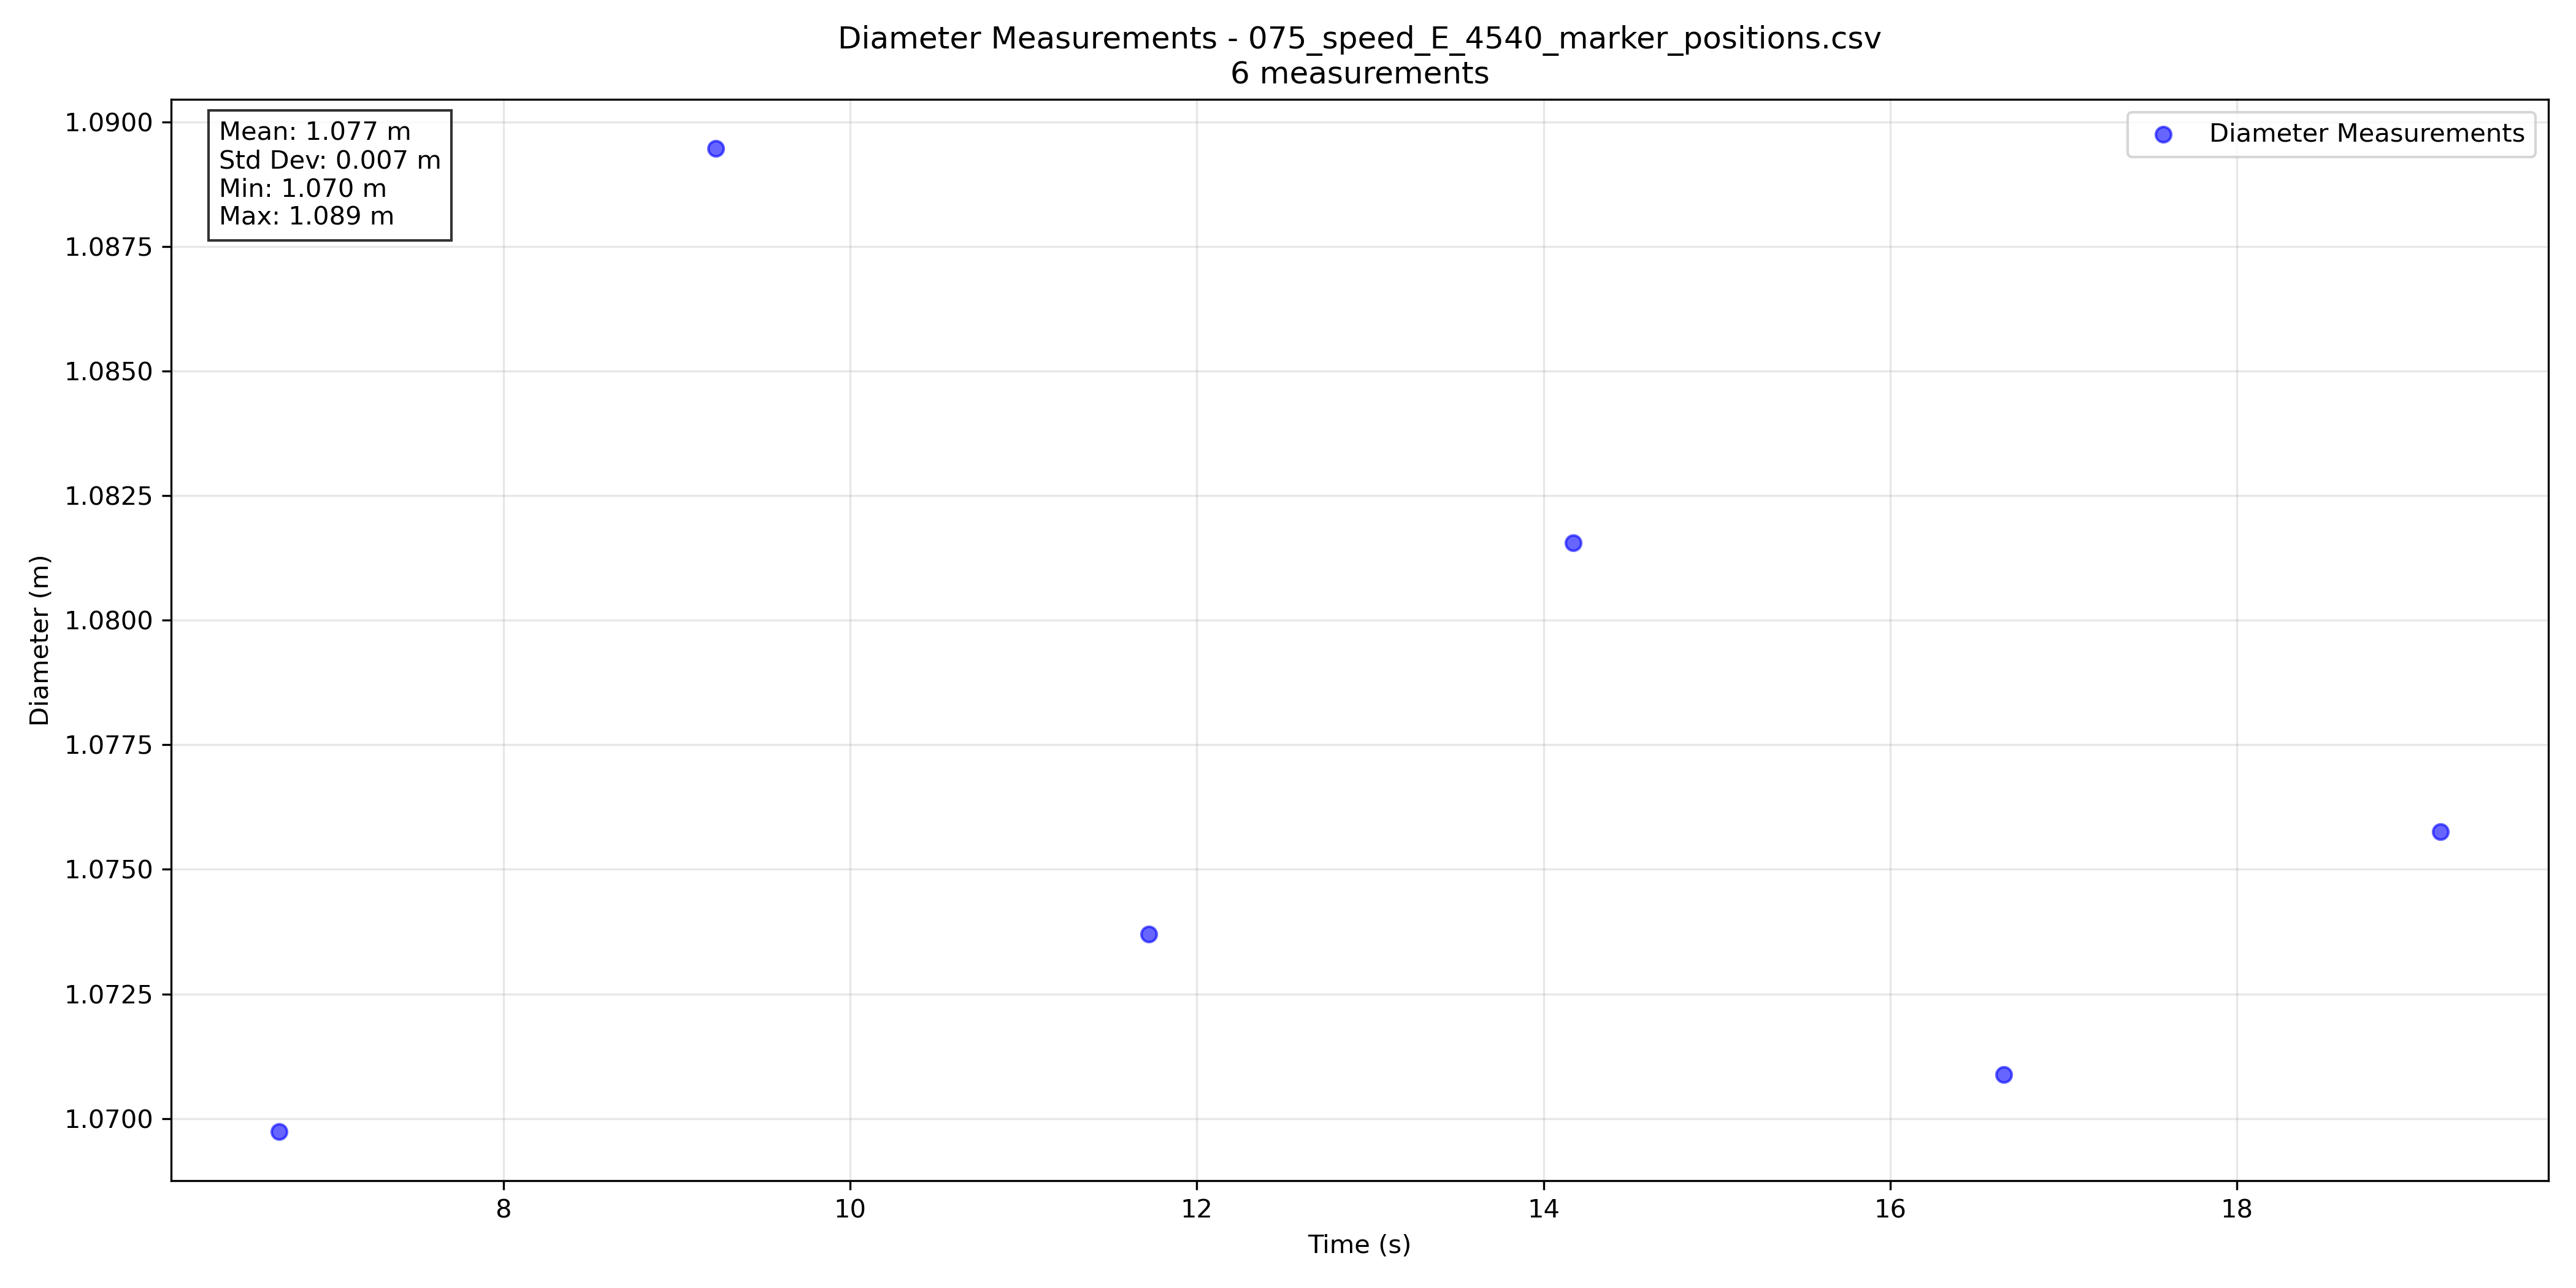 Diameter Measurements - 075_speed_E_4540_marker_positions.csv
6 measurements
Mean: 1.077 m
Std Dev: 0.007 m
Min: 1.070 m
Max: 1.089 m
Diameter Measurements
1.0900
1.0875
1.0850
1.0825
1.0800
1.0775
1.0750
1.0725
1.0700
Diameter (m)
8
10
12
14
16
18
Time (s)